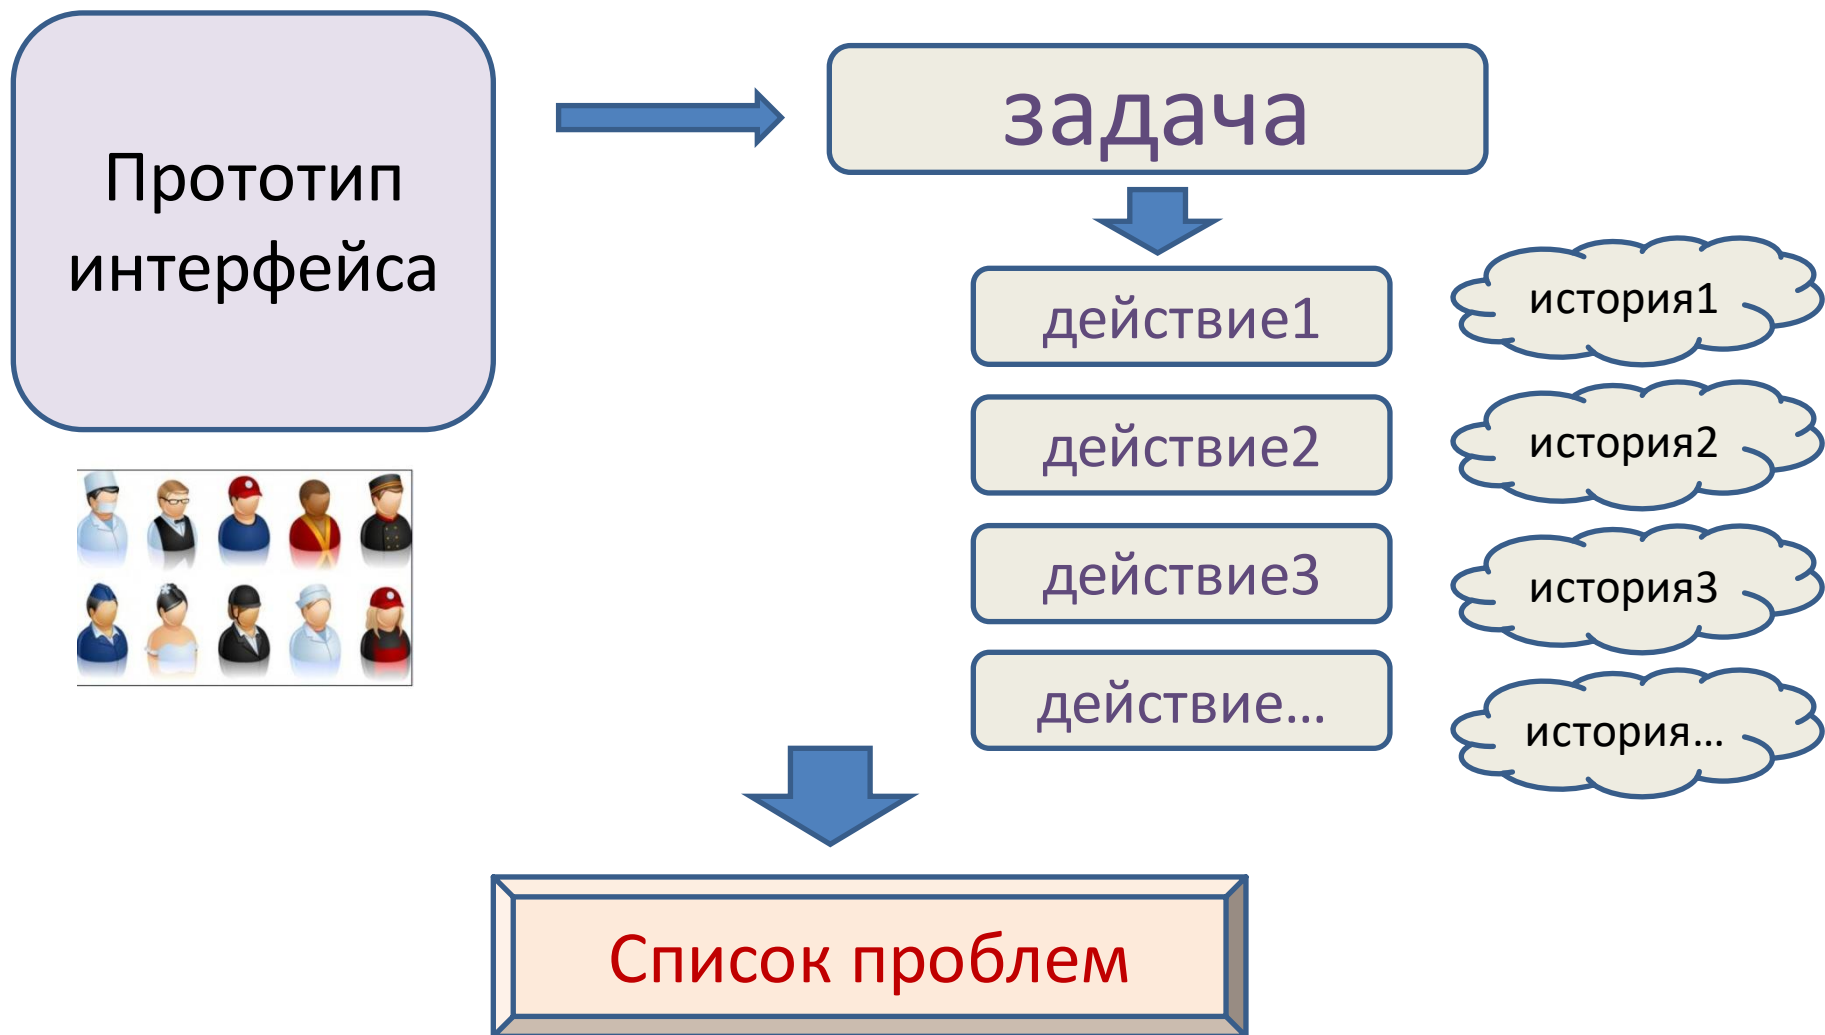 Прототип
интерфейса
задача
действие1
история1
действие2
история2
действие3
история3
действие...
история...
Список проблем